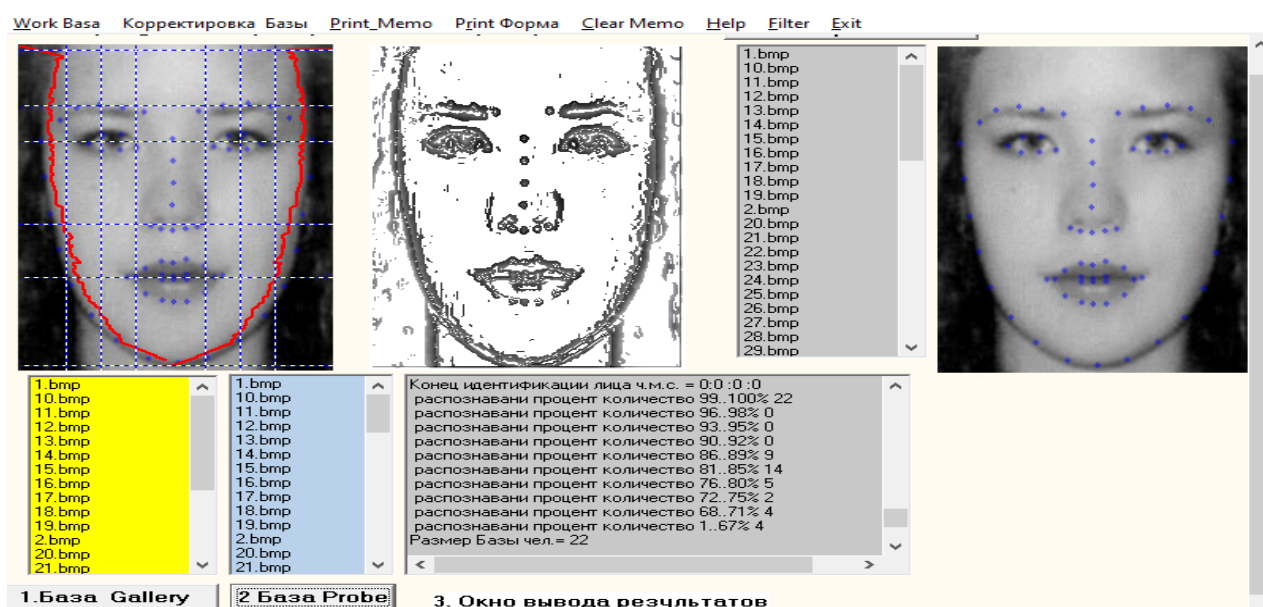 Work Basa Корректировка Базы Print_Memo Print Форма Clear Memo Help Filter Exit
1.bmp
10.bmp
11.bmp
12.bmp
13.bmp
14.bmp
15.bmp
16.bmp
17.bmp
18.bmp
19.bmp
2.bmp
20.bmp
21.bmp
22.bmp
23.bmp
24.bmp
25.bmp
26.bmp
27.bmp
28.bmp
29.bmp
1.bmp
10.bmp
11.bmp
12.bmp
13.bmp
14.bmp
15.bmp
16.bmp
17.bmp
18.bmp
19.bmp
2.bmp
20.bmp
21.bmp
1.bmp
10.bmp
11.bmp
12.bmp
13.bmp
14.bmp
15.bmp
16.bmp
17.bmp
18.bmp
19.bmp
2.bmp
20.bmp
21.bmp
Конец идентификации лица ч.м.с. = 0:0 :0 :0
распознавани процент количество 99..100% 22
распознавани процент количество 96..98% 0
распознавани процент количество 93..95% 0
распознавани процент количество 90..92% 0
распознавани процент количество 86..89% 9
распознавани процент количество 81..85% 14
распознавани процент количество 76..80% 5
распознавани процент количество 72..75% 2
распознавани процент количество 68..71% 4
распознавани процент количество 1..67% 4
Размер Базы чел.= 22
1.База Gallery
2 База Probe
3. Окно вывода результатов